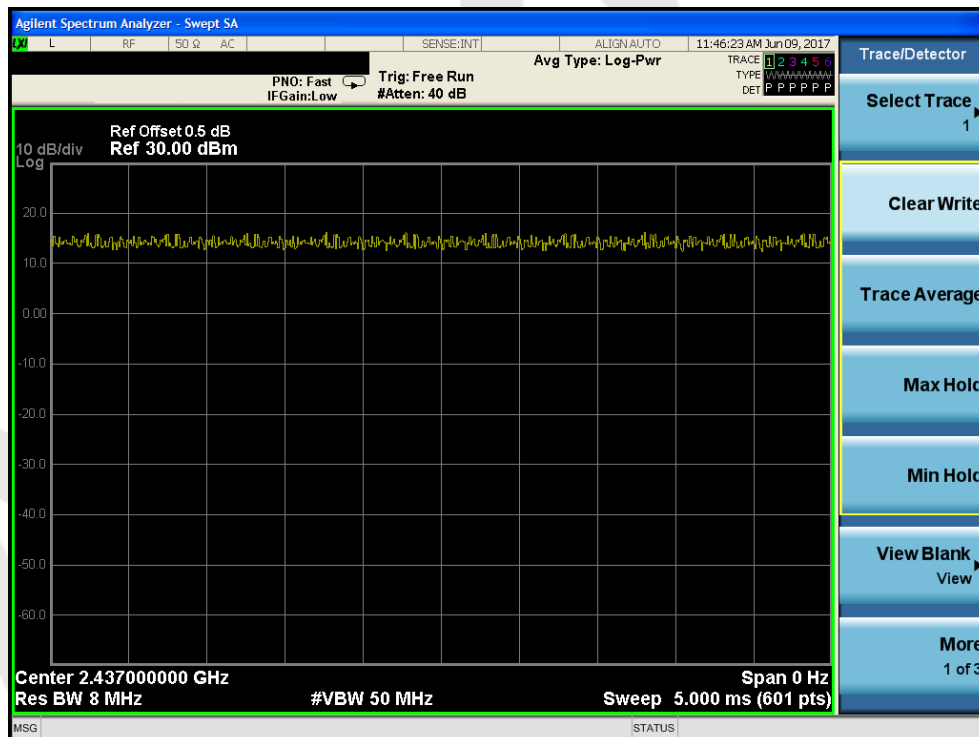 Agilent Spectrum Analyzer - Swept SA
LXI L RF 50 Ω AC SENSE:INT ALIGN AUTO 11:46:23 AM Jun 09, 2017
Avg Type: Log-Pwr
TRACE 1 2 3 4 5 6
TYPE
DET P P P P P P
PNO: Fast
IFGain:Low
Trig: Free Run
#Atten: 40 dB
Ref Offset 0.5 dB
Ref 30.00 dBm
10 dB/div
Log
20.0
10.0
0.00
-10.0
-20.0
-30.0
-40.0
-50.0
-60.0
Center 2.437000000 GHz
Span 0 Hz
Res BW 8 MHz
#VBW 50 MHz
Sweep 5.000 ms (601 pts)
MSG
STATUS
Trace/Detector
Select Trace
1
Clear Write
Trace Average
Max Hold
Min Hold
View Blank
View
More
1 of 3